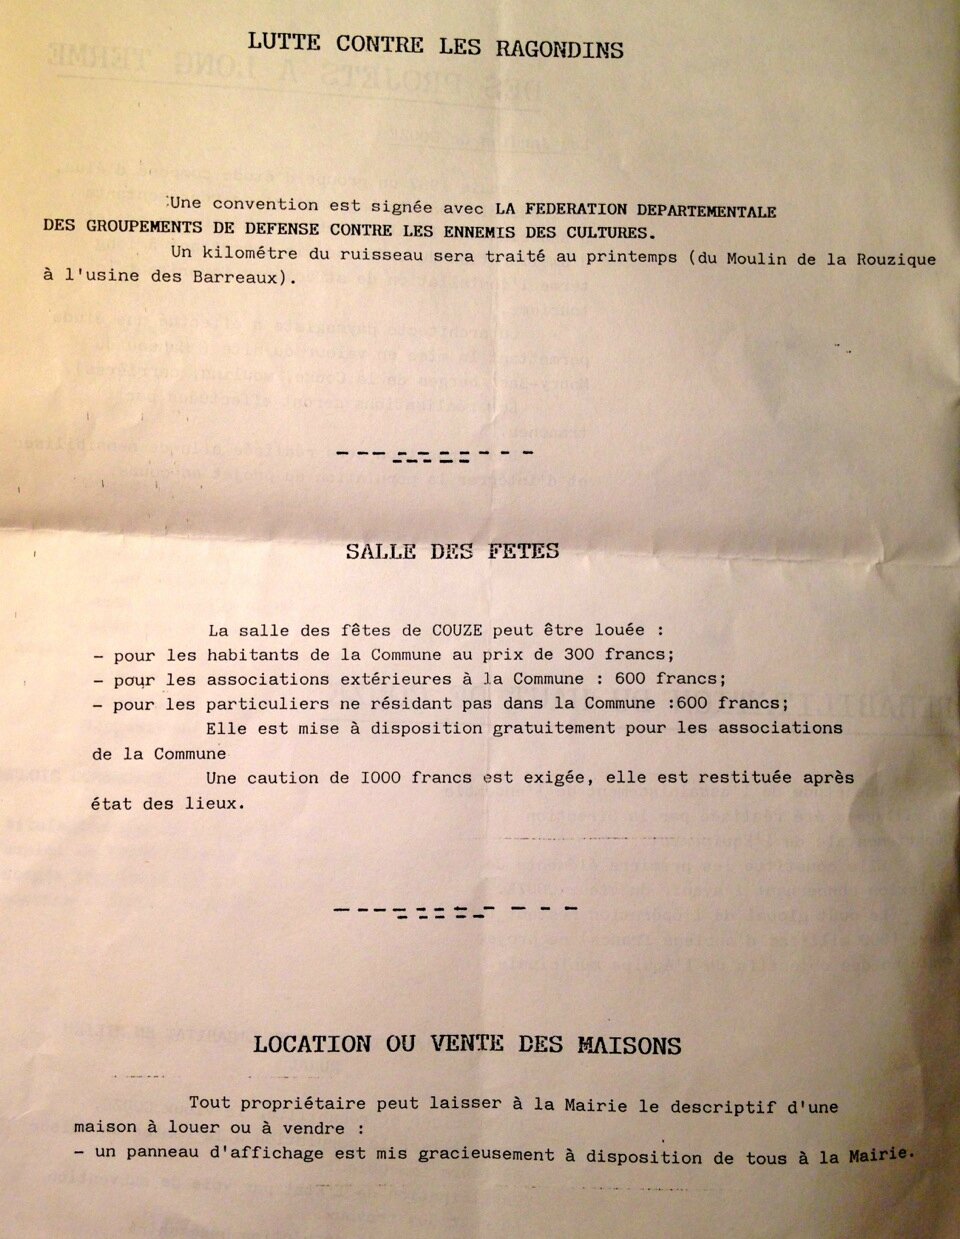 LUTTE CONTRE LES RAGONDINS
Une convention est signée avec LA FEDERATION DEPARTEMENTALE
DES GROUPEMENTS DE DEFENSE CONTRE LES ENNEMIS DES CULTURES.
Un kilométre du ruisseau sera traité au printemps (du Moulin de la Rouzique
à l'usine des Barreaux).
SALLE DES FETES
La salle des fêtes de COUZE peut être louée :
- pour les habitants de la Commune au prix de 300 francs;
- pour les associations extérieures à la Commune : 600 francs;
- pour les particuliers ne résidant pas dans la Commune :600 francs;
Elle est mise à disposition gratuitement pour les associations
de la Commune
Une caution de I000 francs est exigée, elle est restituée après
état des lieux.
LOCATION OU VENTE DES MAISONS
Tout propriétaire peut laisser à la Mairie le descriptif d'une
maison à louer ou à vendre :
- un panneau d'affichage est mis gracieusement à disposition de tous à la Mairie.